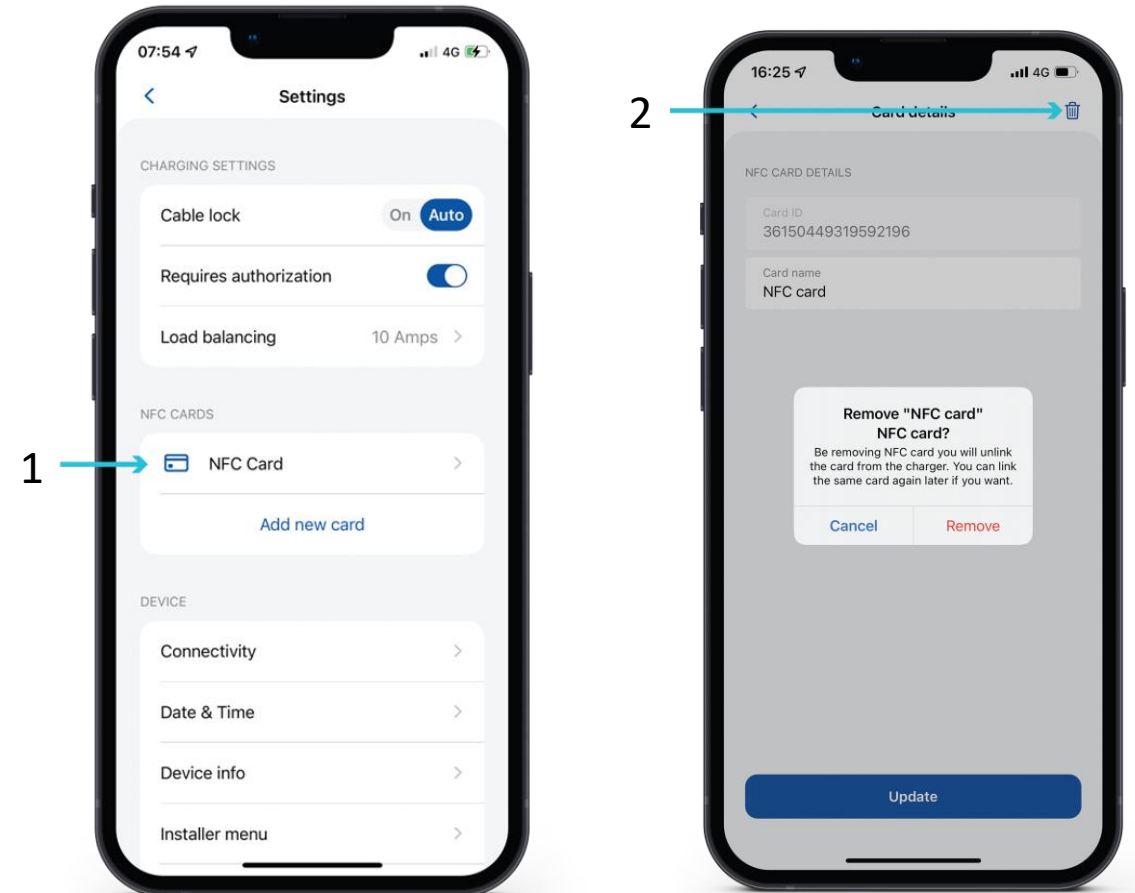 07:54
4G
Settings
CHARGING SETTINGS
Cable lock
On Auto
Requires authorization
Load balancing
10 Amps
NFC CARDS
1
NFC Card
Add new card
DEVICE
Connectivity
Date & Time
Device info
Installer menu
16:25
4G
2
Card details
NFC CARD DETAILS
Card ID
36150449319592196
Card name
NFC card
Remove "NFC card"
NFC card?
Be removing NFC card you will unlink
the card from the charger. You can link
the same card again later if you want.
Cancel
Remove
Update